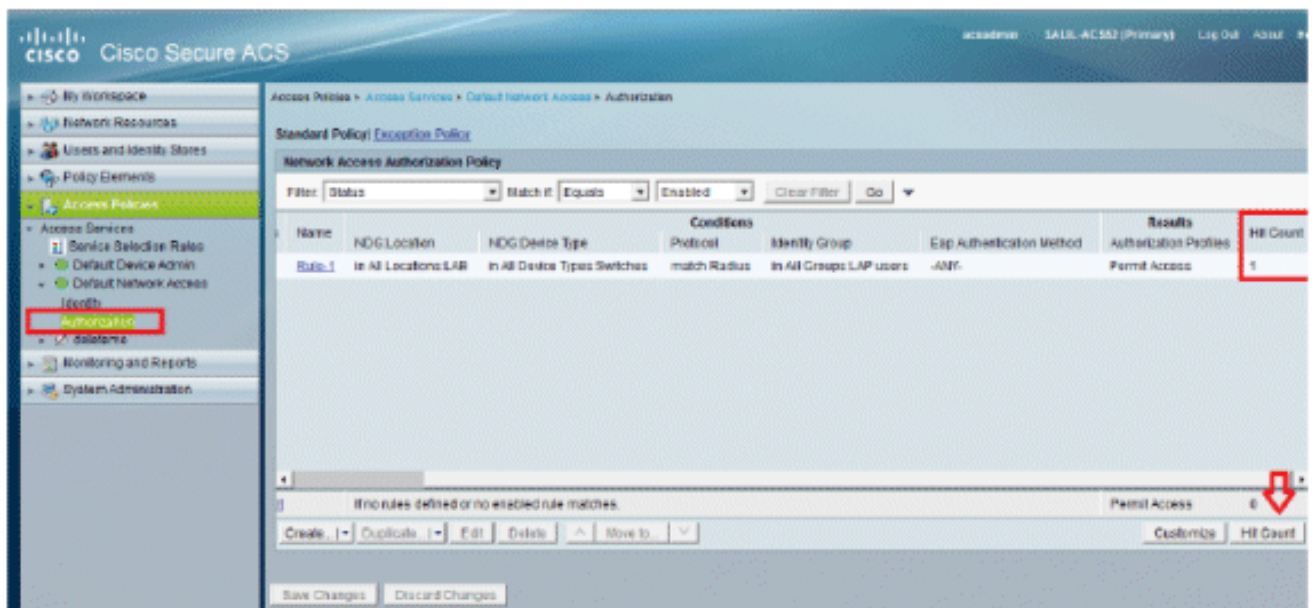 cisco Cisco Secure ACS
acsadmin (Primary) Log Out About
My Workspace
Network Resources
Users and Identity Stores
Policy Elements
Access Policies
Access Services
Service Selection Rules
Default Device Admin
Default Network Access
Identity
Authorization
deleteme
Monitoring and Reports
System Administration
Access Policies > Access Services > Default Network Access > Authorization
Standard Policy| Exception Policy
Network Access Authorization Policy
Filter: Status Match if: Equals Enabled Clear Filter Go
Conditions Results
Name NDG:Location NDG:Device Type Protocol Identity Group Eap Authentication Method Authorization Profiles Hit Count
Rule-1 in All Locations:LAB in All Device Types:Switches match Radius in All Groups:LAP users -ANY- Permit Access 1
If no rules defined or no enabled rule matches. Permit Access 0
Create... Duplicate... Edit Delete Move to... Customize Hit Count
Save Changes Discard Changes